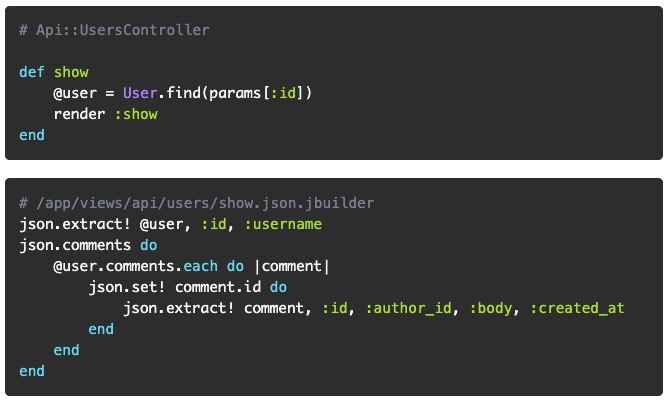 # Api::UsersController
def show
    @user = User.find(params[:id])
    render :show
end
# /app/views/api/users/show.json.jbuilder
json.extract! @user, :id, :username
json.comments do
    @user.comments.each do |comment|
        json.set! comment.id do
            json.extract! comment, :id, :author_id, :body, :created_at
        end
    end
end